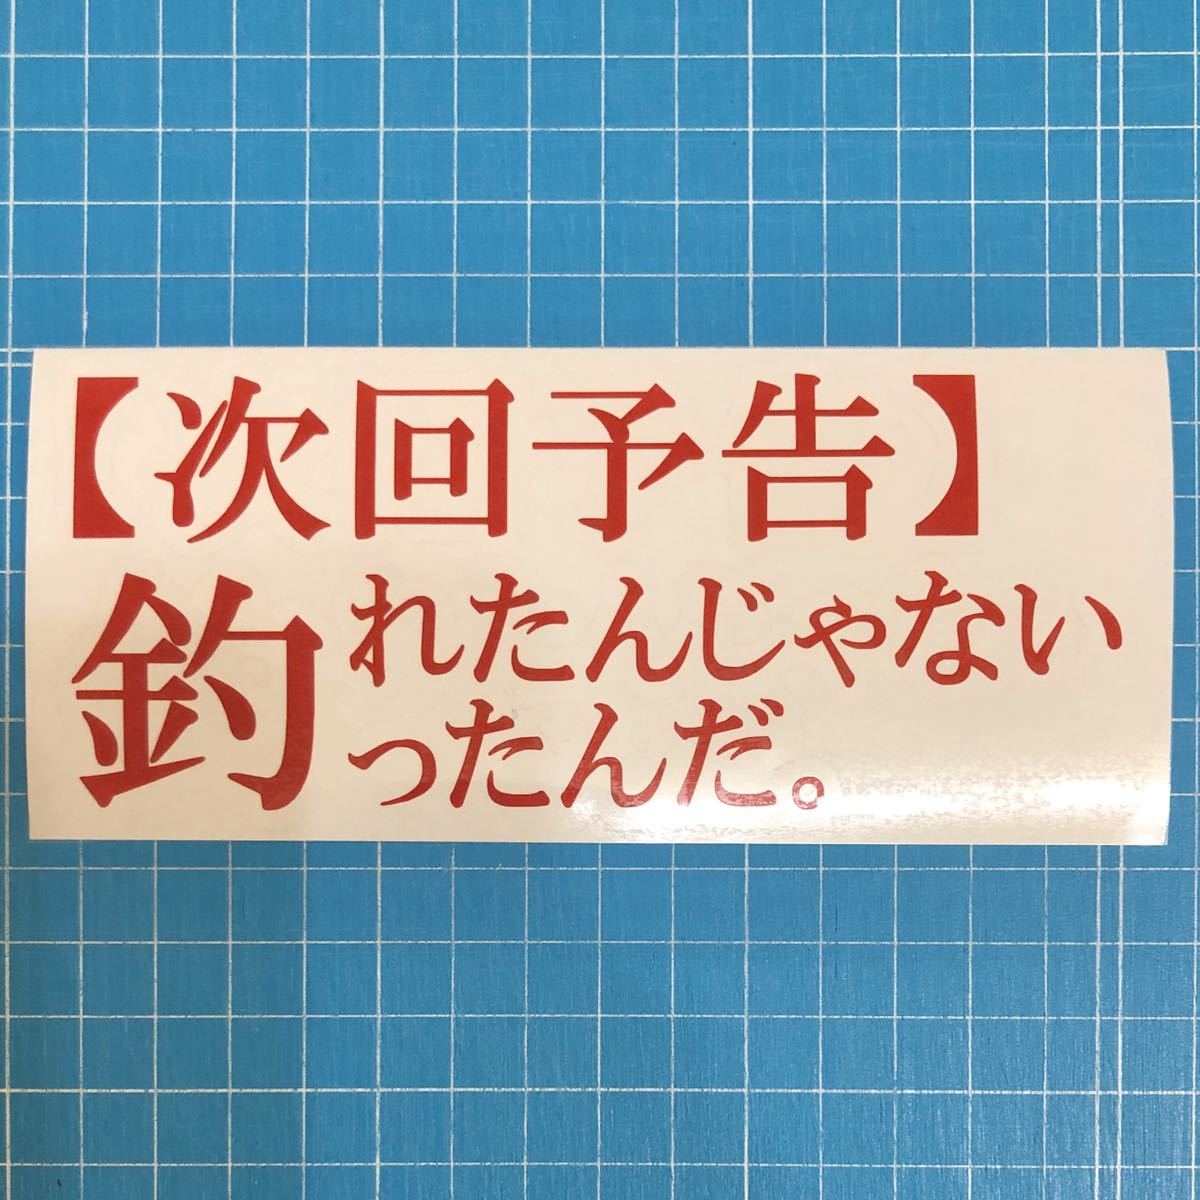 【次回予告】
釣れたんじゃない
釣ったんだ。